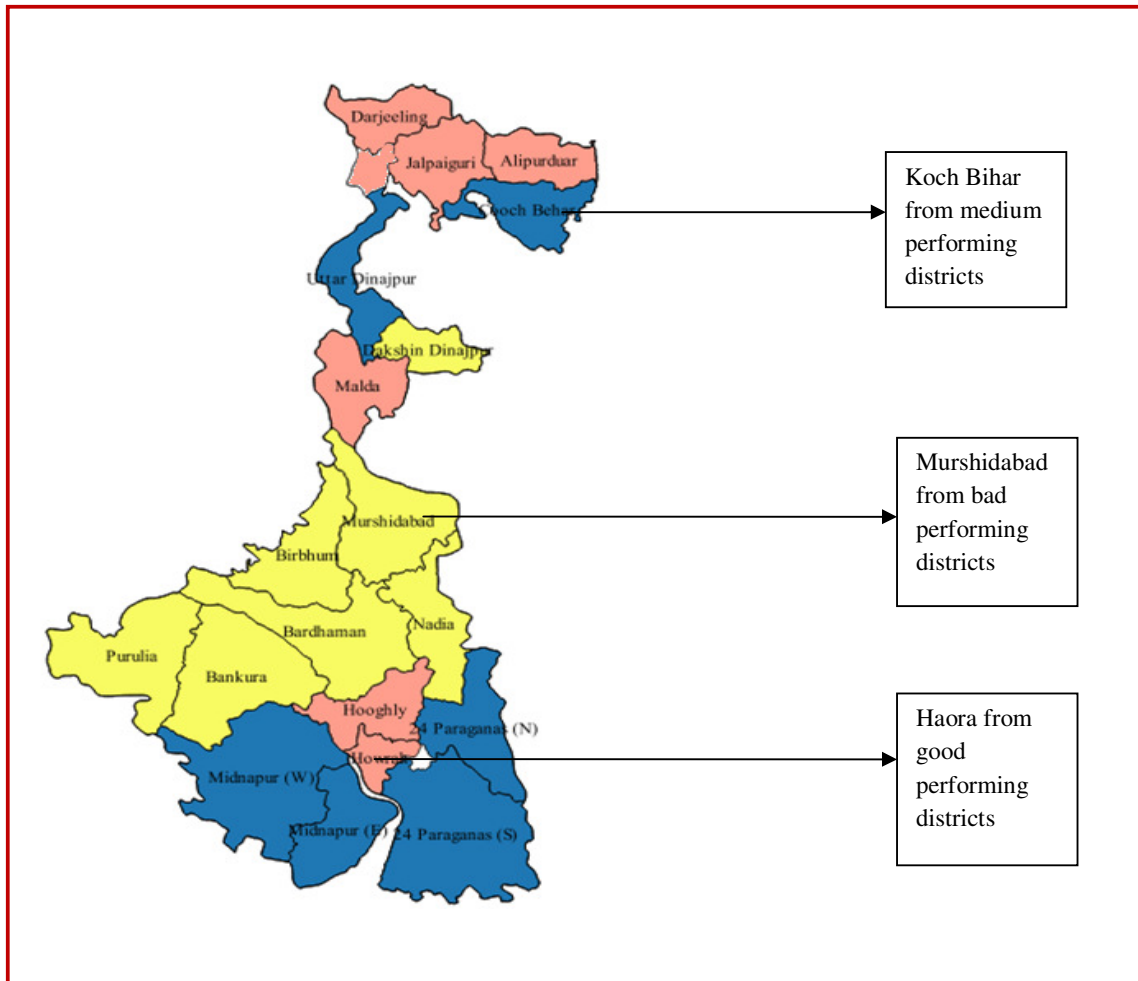 Darjeeling
Jalpaiguri
Alipurduar
Cooch Behar
Koch Bihar
from medium
performing
districts
Uttar Dinajpur
Dakshin Dinajpur
Malda
Murshidabad
Murshidabad
from bad
performing
districts
Birbhum
Bardhaman
Nadia
Purulia
Bankura
Hooghly
24 Paraganas (N)
Howrah
Haora from
good
performing
districts
Midnapur (W)
Midnapur (E)
24 Paraganas (S)